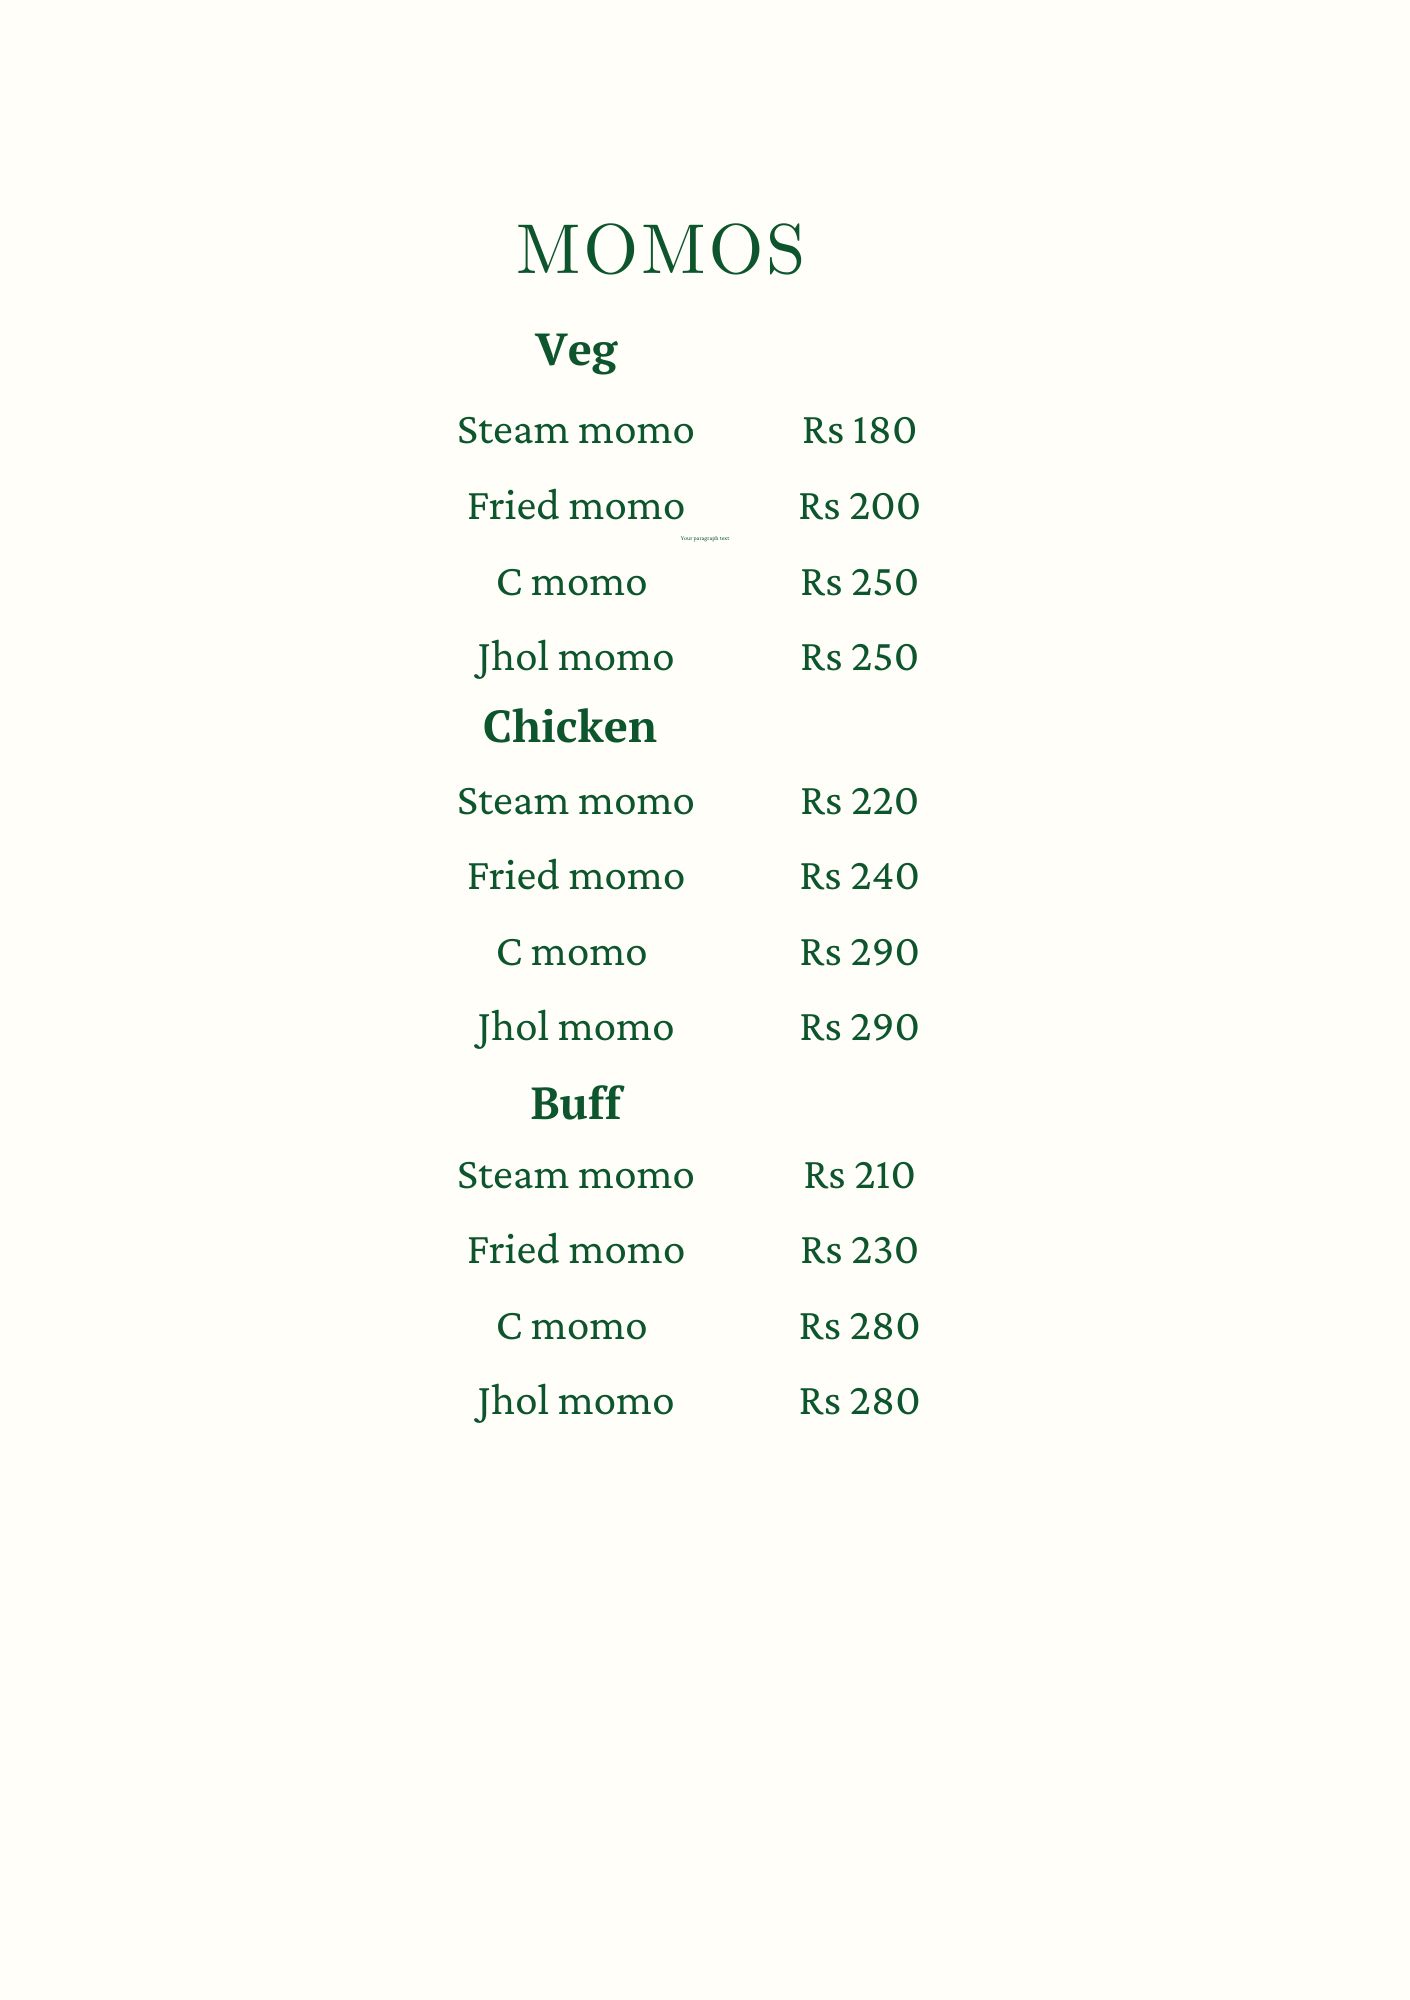 MOMOS
Veg
Steam momo Rs 180
Fried momo Rs 200
Your paragraph text
C momo Rs 250
Jhol momo Rs 250
Chicken
Steam momo Rs 220
Fried momo Rs 240
C momo Rs 290
Jhol momo Rs 290
Buff
Steam momo Rs 210
Fried momo Rs 230
C momo Rs 280
Jhol momo Rs 280